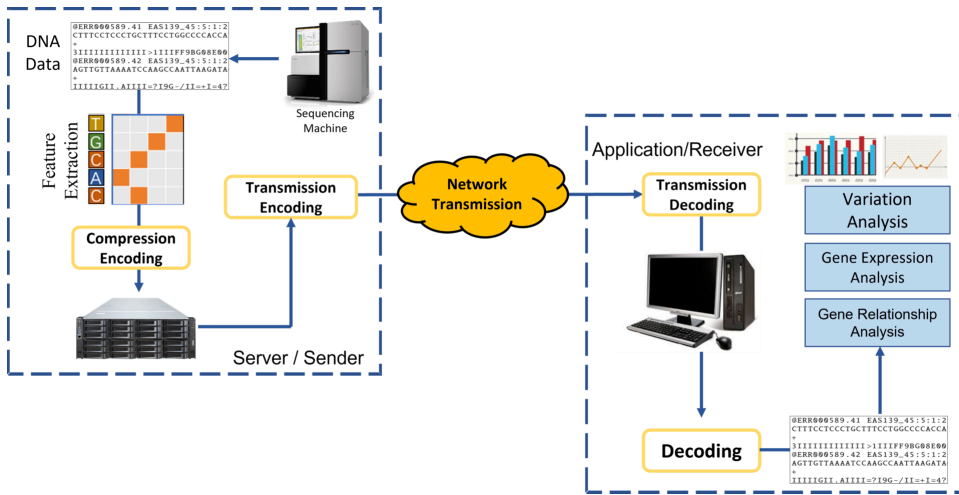 DNA
Data
@ERR000589.41 EAS139_45:5:1:2
CTTTCCTCCCTGCTTTCCTGGCCCCACCA
+
3IIIIIIIIIIIII>1IIIFF9BG08E00
@ERR000589.42 EAS139_45:5:1:2
AGTTGTTAAAATCCAAGCCAATTAAGATA
+
IIIIIGII.AIIII=?I9G-/II=+I=4?
Sequencing
Machine
Feature
Extraction
T
G
C
A
C
Compression
Encoding
Transmission
Encoding
Server / Sender
Network
Transmission
Application/Receiver
Transmission
Decoding
Variation
Analysis
Gene Expression
Analysis
Gene Relationship
Analysis
Decoding
@ERR000589.41 EAS139_45:5:1:2
CTTTCCTCCCTGCTTTCCTGGCCCCACCA
+
3IIIIIIIIIIIII>1IIIFF9BG08E00
@ERR000589.42 EAS139_45:5:1:2
AGTTGTTAAAATCCAAGCCAATTAAGATA
+
IIIIIGII.AIIII=?I9G-/II=+I=4?